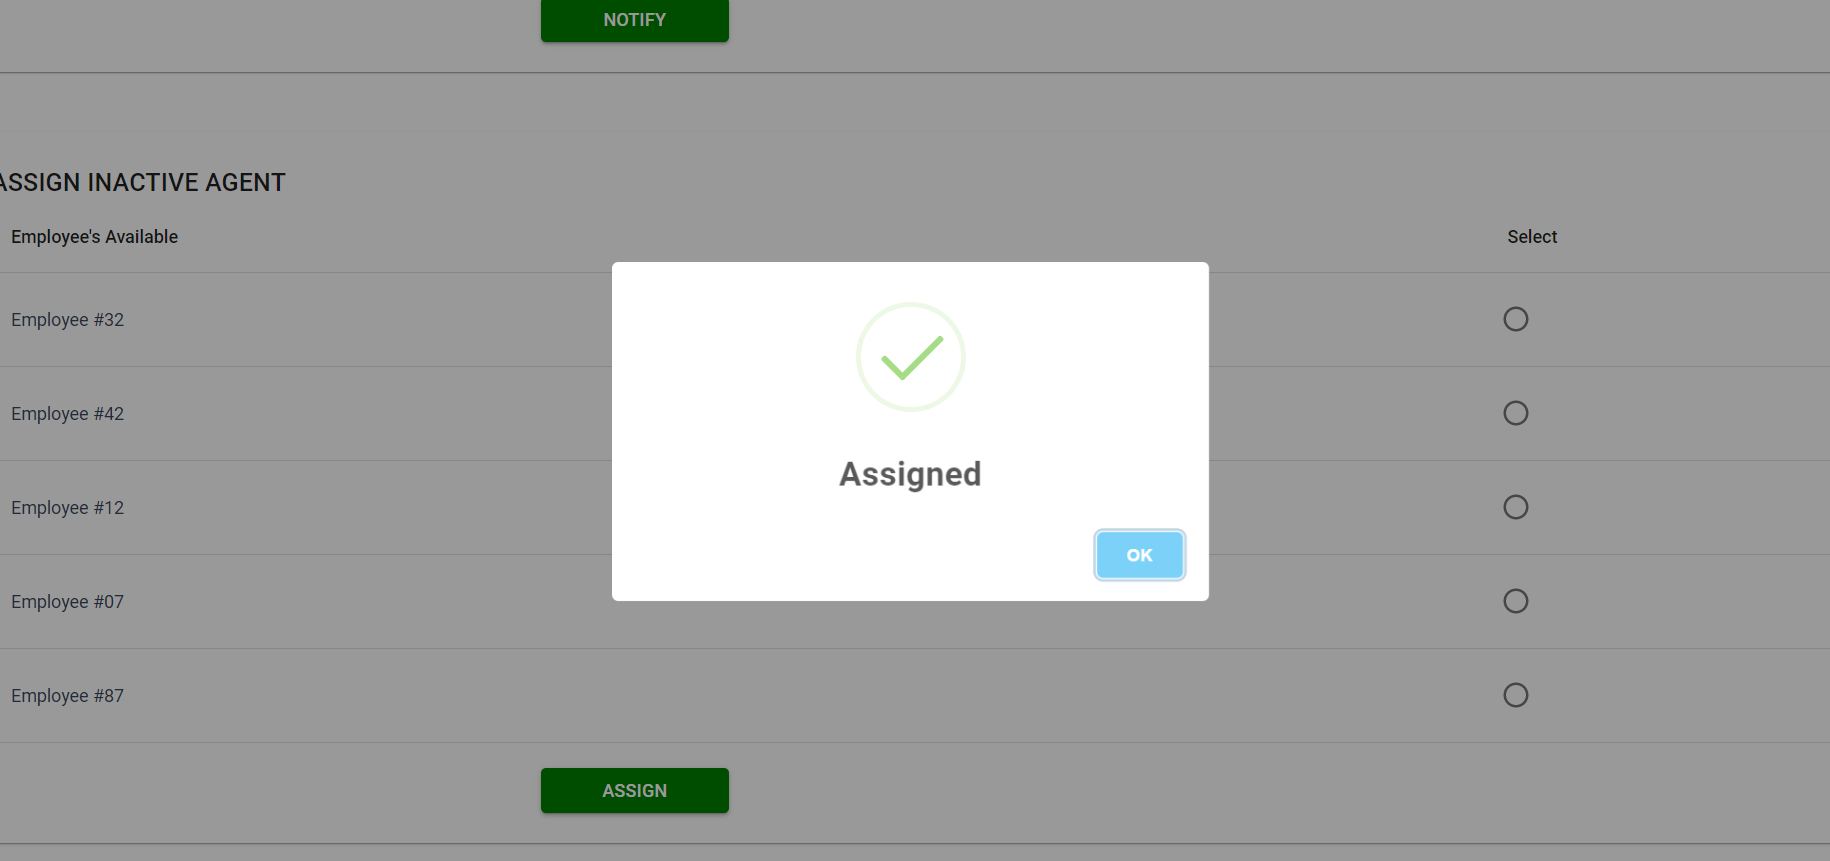 NOTIFY
ASSIGN INACTIVE AGENT
Employee's Available
Select
Employee #32
Employee #42
Employee #12
Employee #07
Employee #87
Assigned
OK
ASSIGN